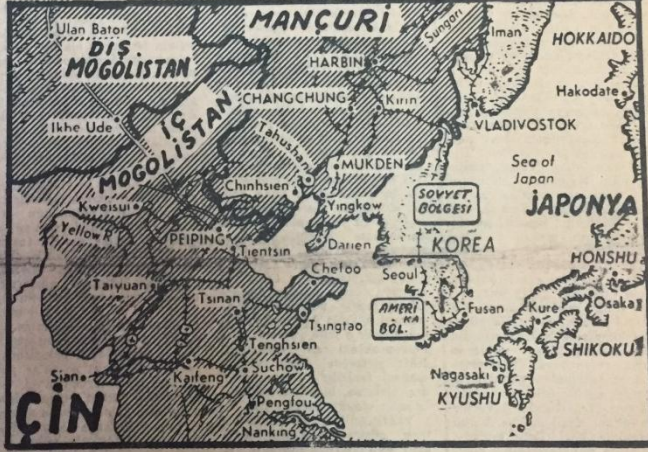 MANÇURİ
Ulan Bator
DIŞ
MOGOLİSTAN
Sungari
Iman
HOKKAIDO
HARBIN
CHANGCHUNG
Kirin
Hakodate
VLADIVOSTOK
İÇ
MOGOLİSTAN
Ikhe Ude
Tahushan
MUKDEN
Sea of
Japan
Chinhsien
Yingkow
SOVYET
BÖLGESİ
JAPONYA
Kweisui
Yellow R
PEIPING
Tientsin
Darien
KOREA
HONSHU
Chefoo
Seoul
Taiyuan
Tsinan
AMERİ
KA
BÖL.
Fusan
Kure
Osaka
Tsingtao
Tenghsien
SHIKOKU
Sian
Kaifeng
Suchow
Nagasaki
KYUSHU
ÇİN
Pengfou
Nanking